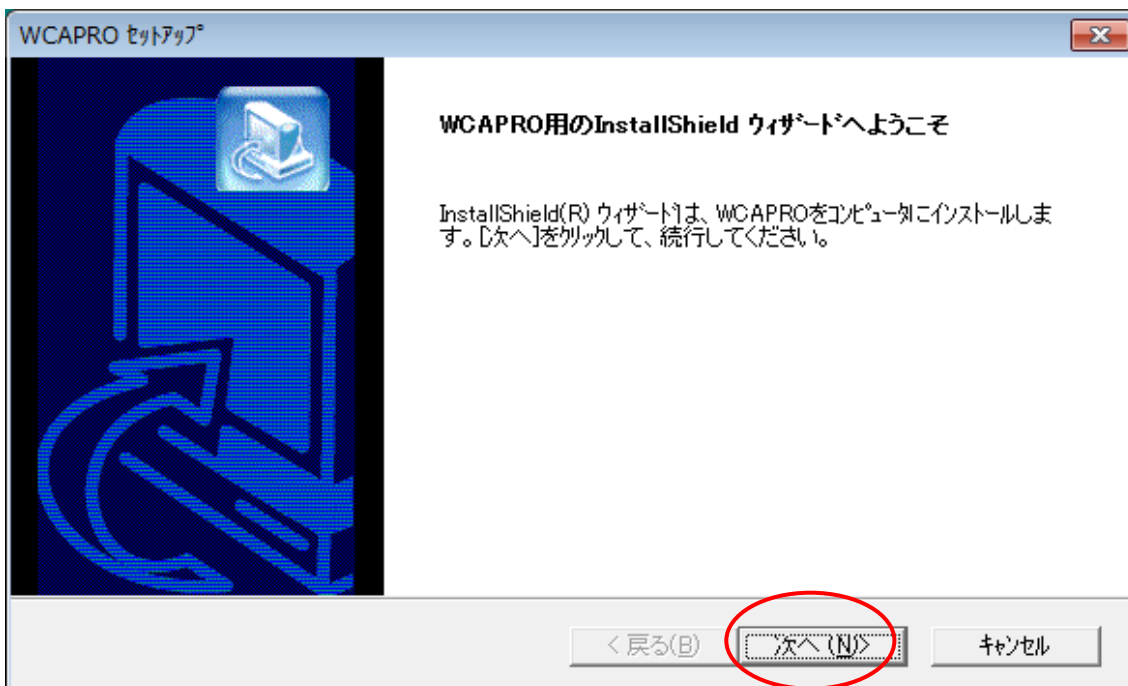 WCAPRO ｾｯﾄｱｯﾌﾟ
WCAPRO用のInstallShield ｳｨｻﾞｰﾄﾞへようこそ
InstallShield(R) ｳｨｻﾞｰﾄﾞは、WCAPROをｺﾝﾋﾟｭｰﾀにインストールしま
す。[次へ]をｸﾘｯｸして、続行してください。
< 戻る(B)
次へ(N)>
ｷｬﾝｾﾙ